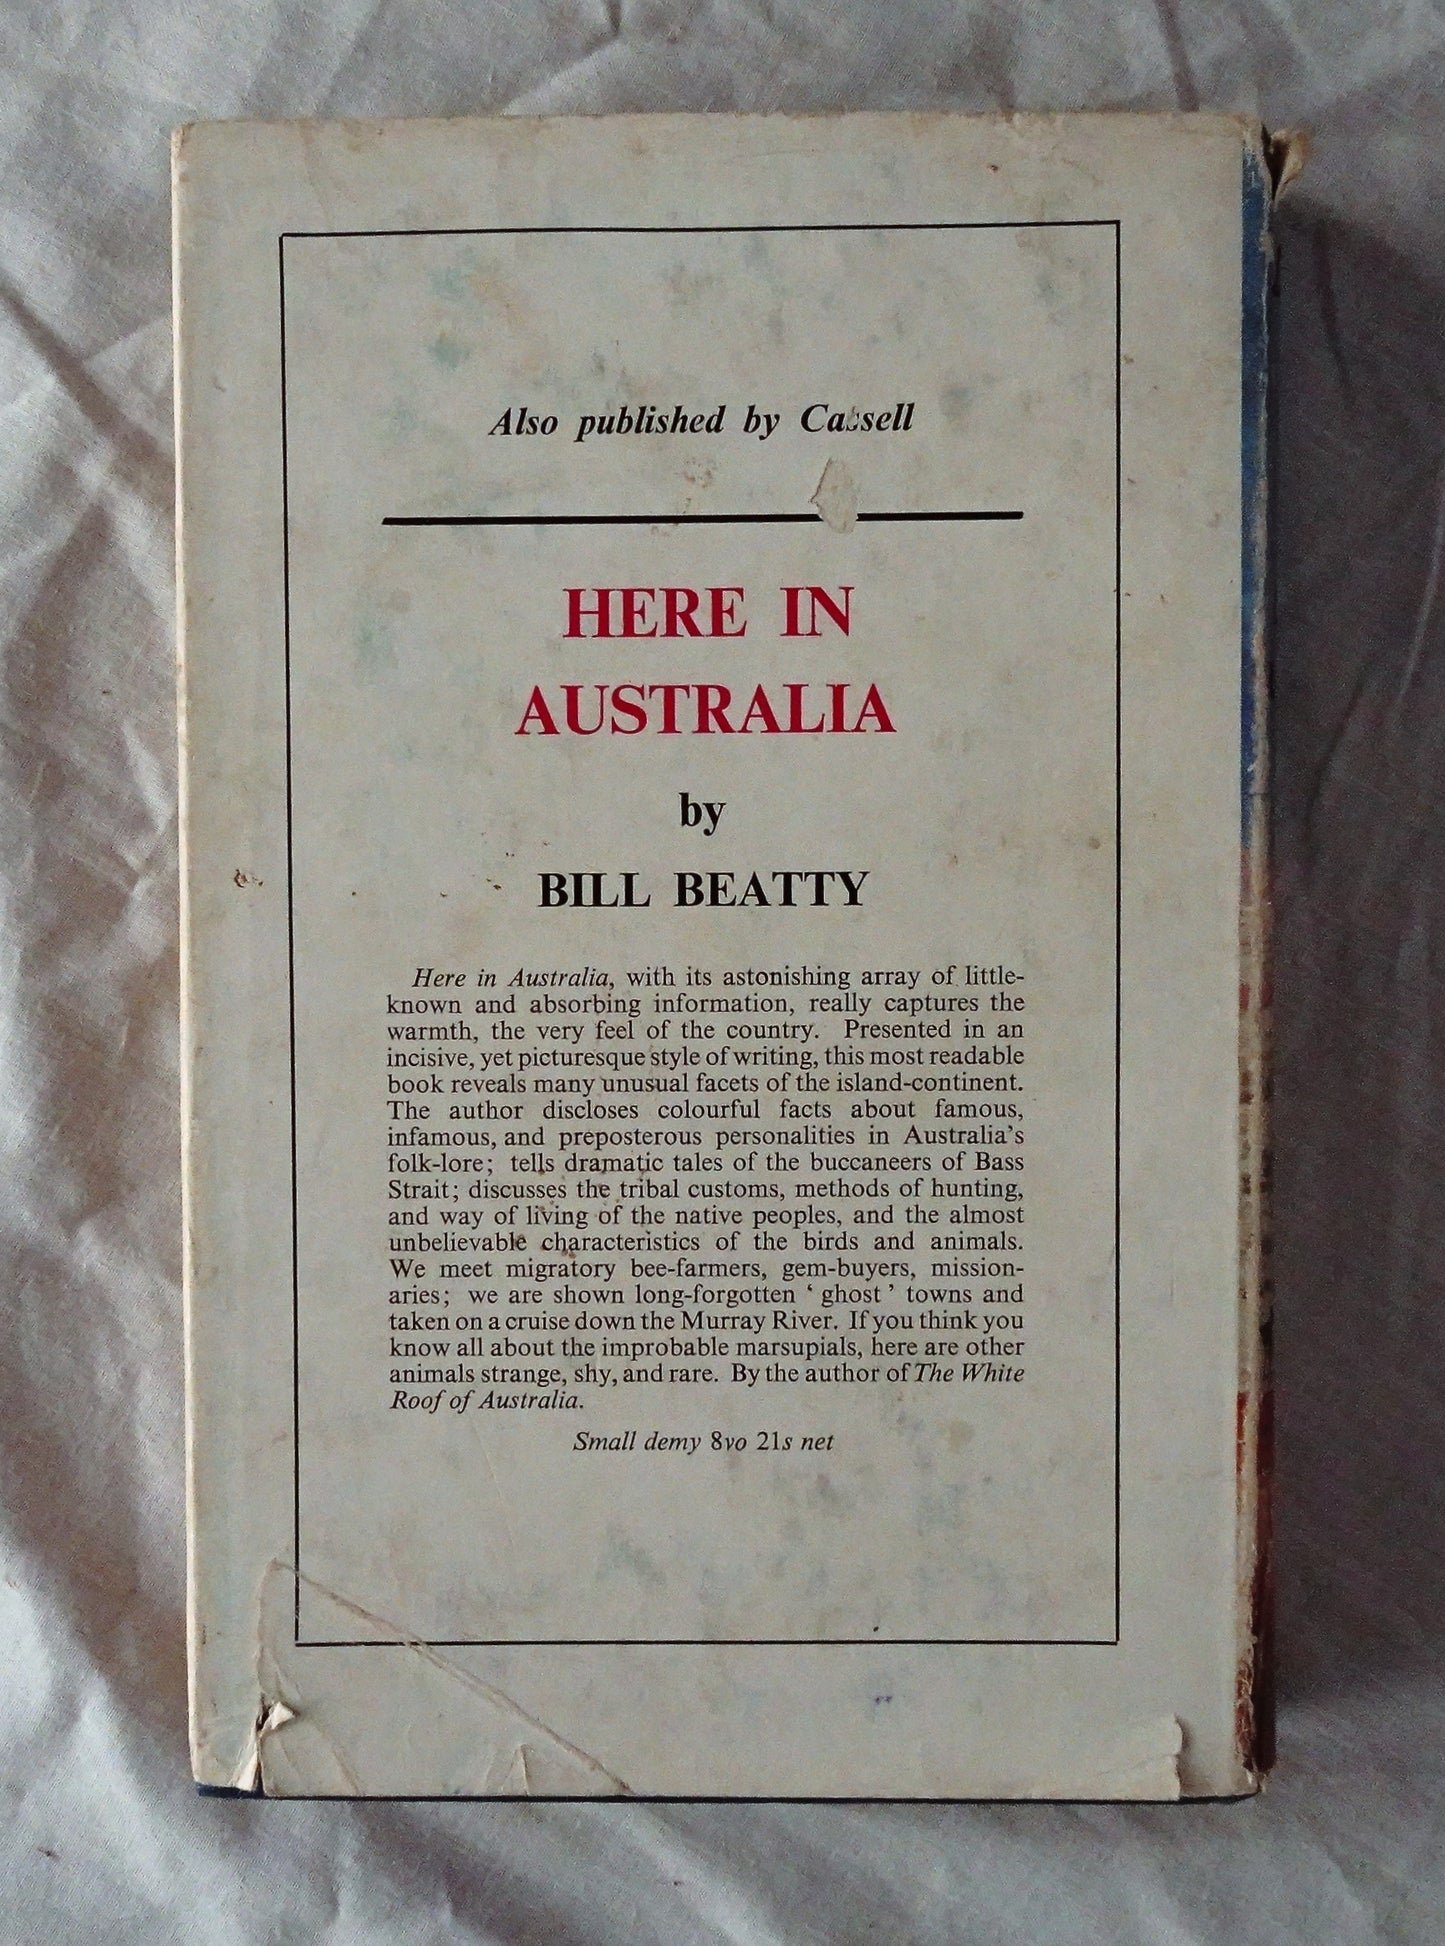 Also published by Cassell
HERE IN
AUSTRALIA
by
BILL BEATTY
Here in Australia, with its astonishing array of little-
known and absorbing information, really captures the
warmth, the very feel of the country. Presented in an
incisive, yet picturesque style of writing, this most readable
book reveals many unusual facets of the island-continent.
The author discloses colourful facts about famous,
infamous, and preposterous personalities in Australia's
folk-lore; tells dramatic tales of the buccaneers of Bass
Strait; discusses the tribal customs, methods of hunting,
and way of living of the native peoples, and the almost
unbelievable characteristics of the birds and animals.
We meet migratory bee-farmers, gem-buyers, mission-
aries; we are shown long-forgotten ‘ghost’ towns and
taken on a cruise down the Murray River. If you think you
know all about the improbable marsupials, here are other
animals strange, shy, and rare. By the author of The White
Roof of Australia.
Small demy 8vo 21s net